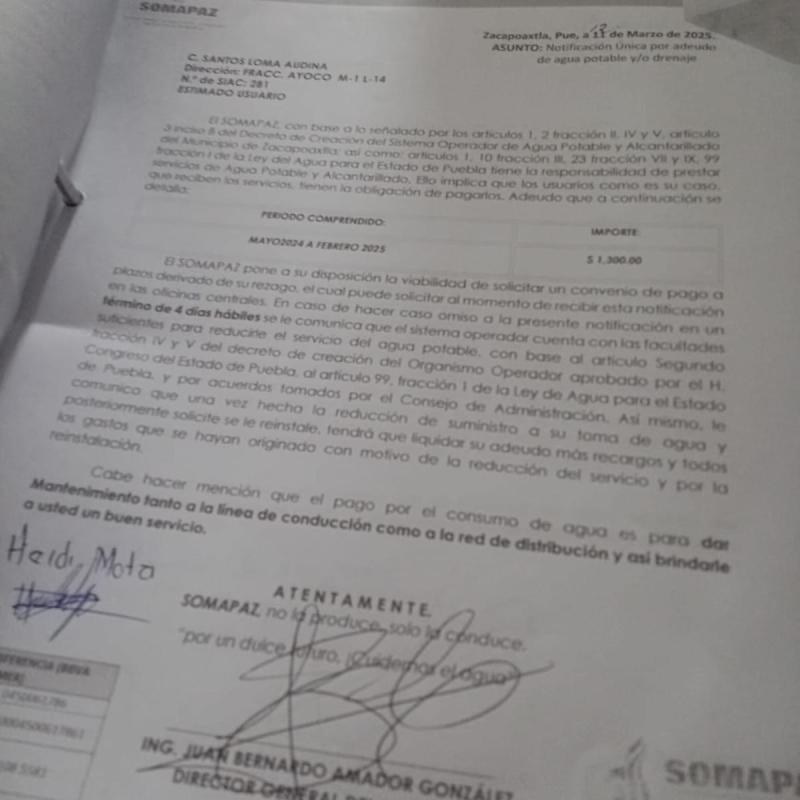 SOMAPAZ
Zacapoaxtla, Pue, a de Marzo de 2025.
ASUNTO: Notificación Única por adeudo
de agua potable y/o drenaje
C. SANTOS LOMA AUDINA
Dirección: FRACC. AYOCO M-1 L-14
N.° de SIAC: 281
ESTIMADO USUARIO
El SOMAPAZ, con base a lo señalado por los artículos 1, 2 fracción II, IV y V, artículo
3 inciso B del Decreto de Creación del Sistema Operador de Agua Potable y Alcantarillado
del Municipio de Zacapoaxtla; así como; artículos 1, 10 fracción III, 23 fracción VII y IX, 99
fracción I de la Ley del Agua para el Estado de Puebla tiene la responsabilidad de prestar
servicios de Agua Potable y Alcantarillado. Ello implica que los usuarios como es su caso,
que reciben los servicios, tienen la obligación de pagarlos. Adeudo que a continuación se
detalla:
PERIODO COMPRENDIDO:
IMPORTE:
MAYO2024 A FEBRERO 2025
$ 1,300.00
El SOMAPAZ pone a su disposición la viabilidad de solicitar un convenio de pago a
plazos derivado de su rezago, el cual puede solicitar al momento de recibir esta notificación
en las oficinas centrales. En caso de hacer caso omiso a la presente notificación en un
término de 4 días hábiles se le comunica que el sistema operador cuenta con las facultades
suficientes para reducirle el servicio del agua potable, con base al artículo Segundo
fracción IV y V del decreto de creación del Organismo Operador aprobado por el H.
Congreso del Estado de Puebla, al artículo 99, fracción I de la Ley de Agua para el Estado
de Puebla, y por acuerdos tomados por el Consejo de Administración. Así mismo, le
comunico que una vez hecha la reducción de suministro a su toma de agua y
posteriormente solicite se le reinstale, tendrá que liquidar su adeudo más recargos y todos
los gastos que se hayan originado con motivo de la reducción del servicio y por la
reinstalación.
Cabe hacer mención que el pago por el consumo de agua es para dar
Mantenimiento tanto a la línea de conducción como a la red de distribución y así brindarle
a usted un buen servicio.
Heidi Mota
ATENTAMENTE.
SOMAPAZ, no la produce, solo la conduce.
"por un dulce futuro, ¡Cuidemos el agua"
ING. JUAN BERNARDO AMADOR GONZÁLEZ
DIRECTOR GENERAL
(BBVA
SOMAPA